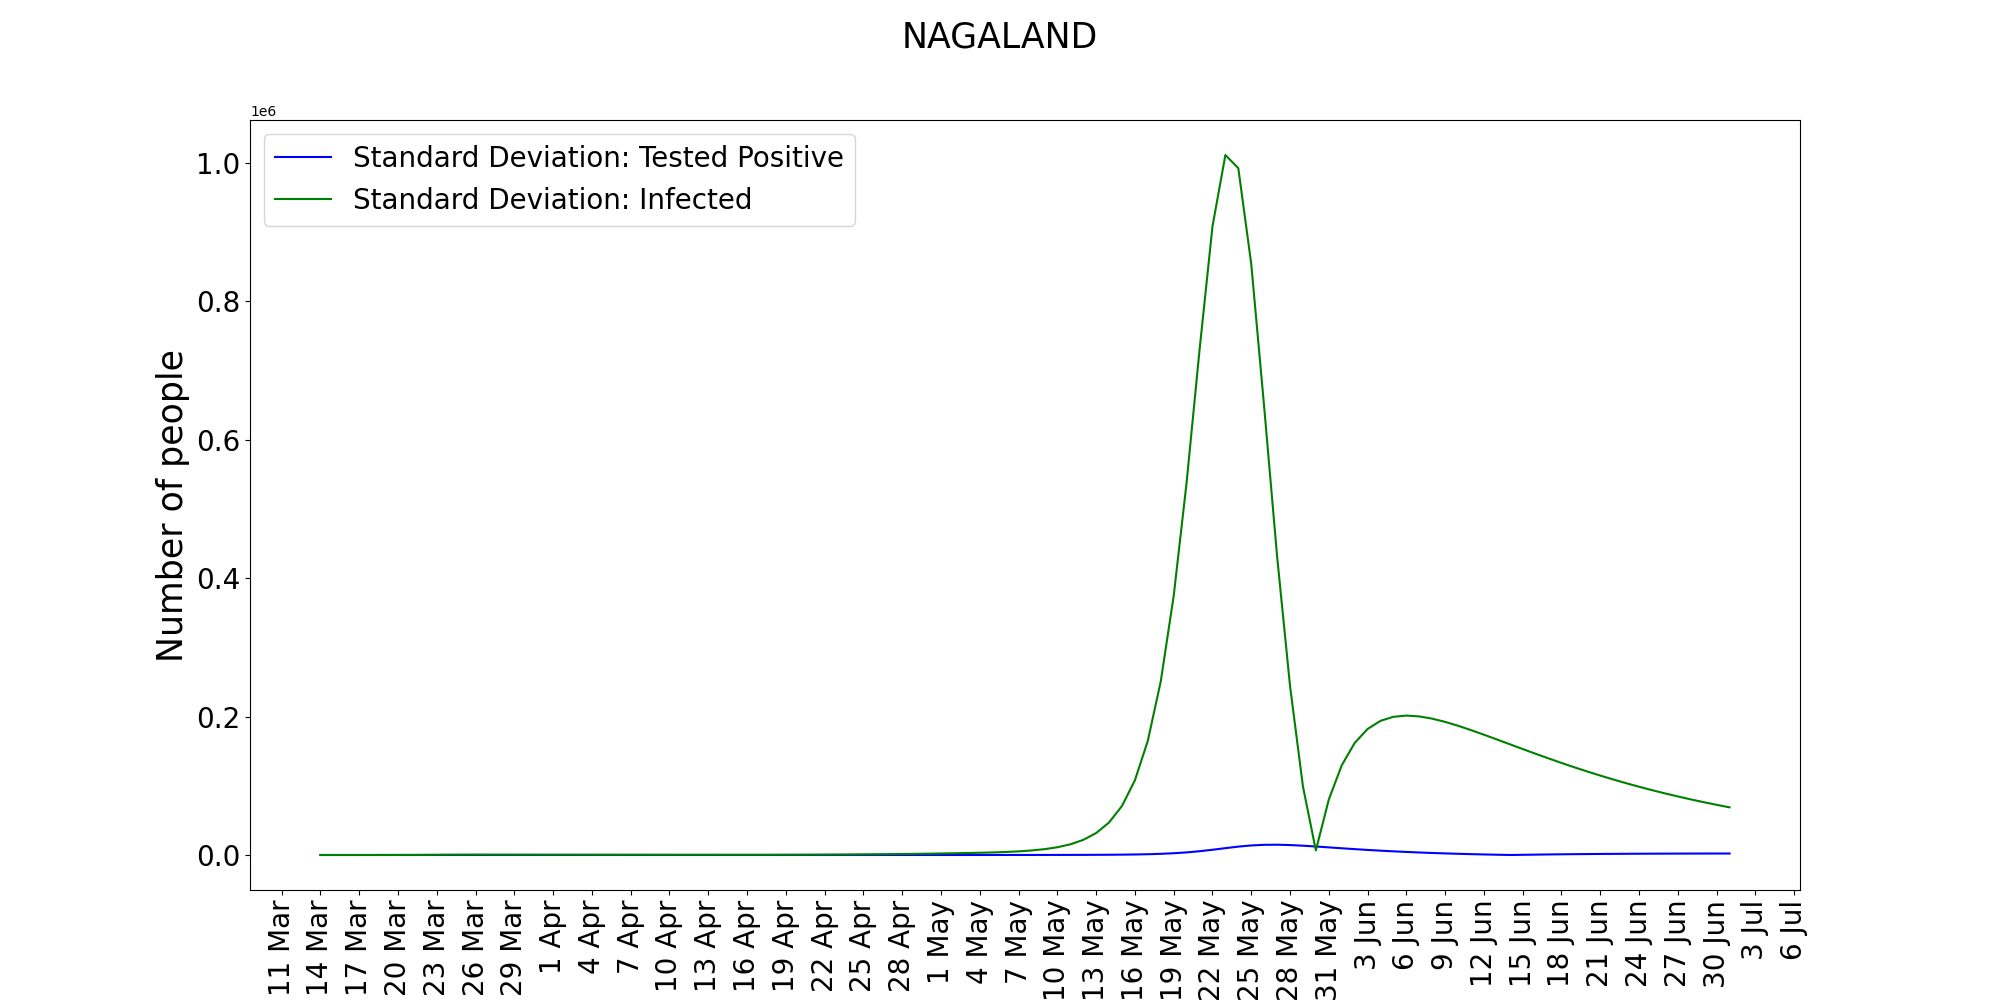 NAGALAND
1e6
Standard Deviation: Tested Positive
Standard Deviation: Infected
Number of people
1.0
0.8
0.6
0.4
0.2
0.0
11 Mar
14 Mar
17 Mar
20 Mar
23 Mar
26 Mar
29 Mar
1 Apr
4 Apr
7 Apr
10 Apr
13 Apr
16 Apr
19 Apr
22 Apr
25 Apr
28 Apr
1 May
4 May
7 May
10 May
13 May
16 May
19 May
22 May
25 May
28 May
31 May
3 Jun
6 Jun
9 Jun
12 Jun
15 Jun
18 Jun
21 Jun
24 Jun
27 Jun
30 Jun
3 Jul
6 Jul